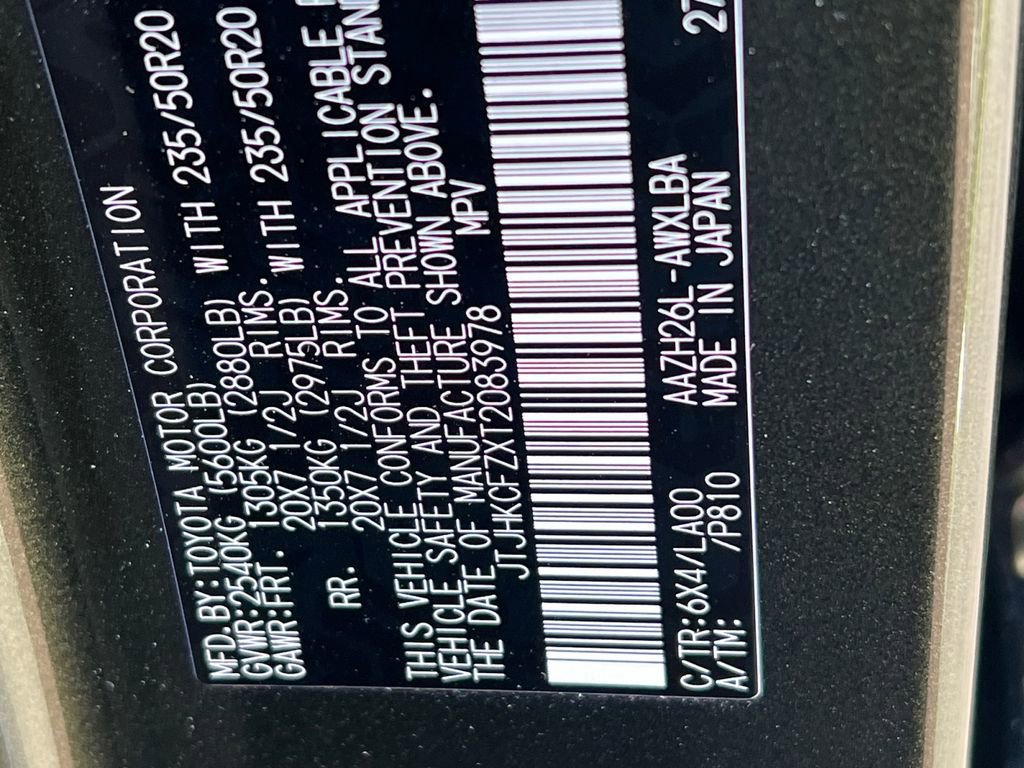 MFD.BY:TOYOTA MOTOR CORPORATION
GVWR:2540KG (5600LB)
GAWR:FRT. 1305KG (2880LB) WITH 235/50R20
20X7 1/2J RIMS.
RR. 1350KG (2975LB) WITH 235/50R20
20X7 1/2J RIMS.
THIS VEHICLE CONFORMS TO ALL APPLICABLE
VEHICLE SAFETY AND THEFT PREVENTION STAN
THE DATE OF MANUFACTURE SHOWN ABOVE.
JTJHKCFZXT2083978 MPV
C/TR:6X4/LA00 AAZH26L-AWXLBA
A/TM: /P810 MADE IN JAPAN 27